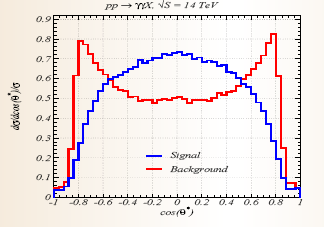 pp → γγX, √S = 14 TeV
0.9
0.8
0.7
0.6
0.5
0.4
0.3
0.2
0.1
0
dσ/dcos(θ*)/σ
Signal
Background
-1 -0.8 -0.6 -0.4 -0.2 0 0.2 0.4 0.6 0.8 1
cos(θ*)